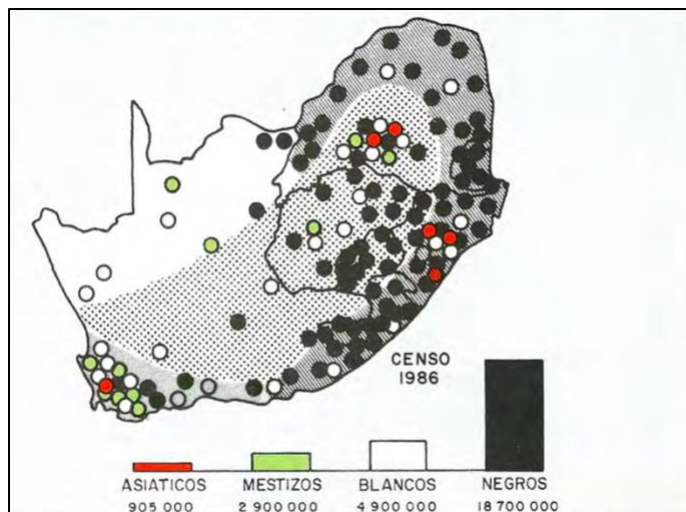 CENSO
1986
ASIATICOS MESTIZOS BLANCOS NEGROS
905 000 2 900 000 4 900 000 18 700 000